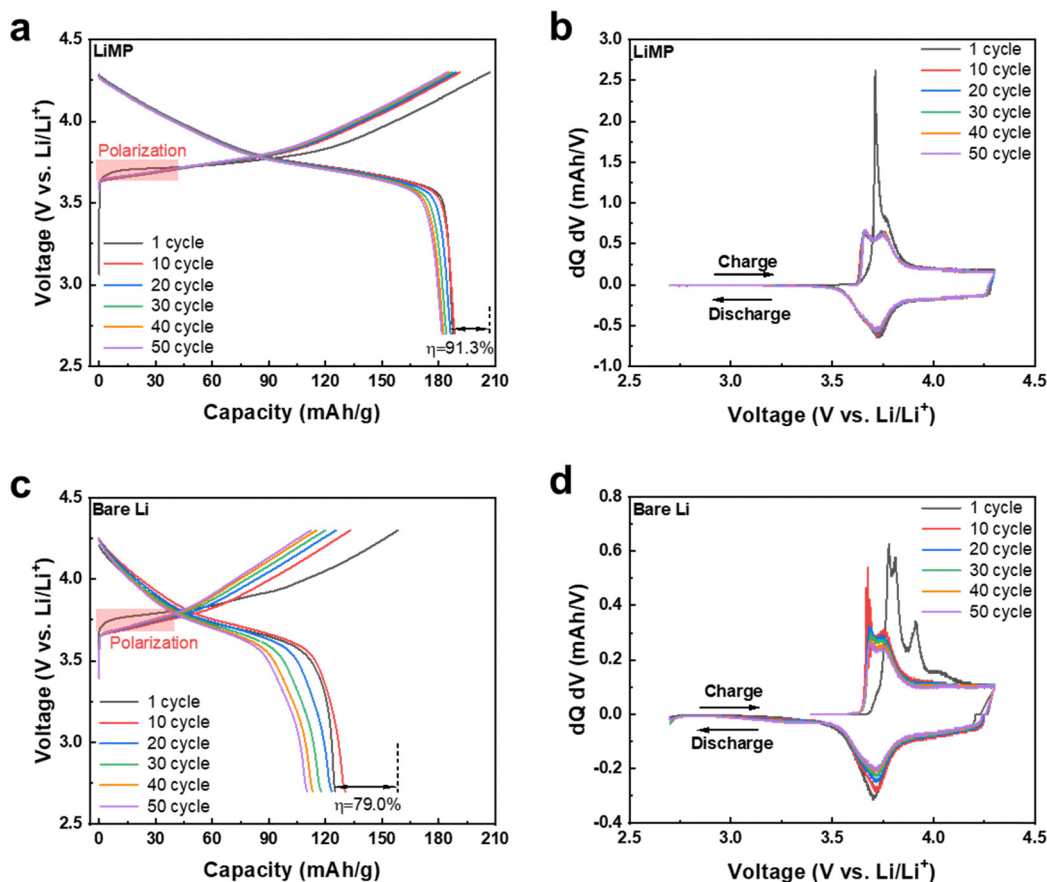 a
LiMP
4.5
4.0
3.5
3.0
2.5
Voltage (V vs. Li/Li⁺)
Polarization
1 cycle
10 cycle
20 cycle
30 cycle
40 cycle
50 cycle
η=91.3%
0 30 60 90 120 150 180 210
Capacity (mAh/g)
b
LiMP
3.0
2.5
2.0
1.5
1.0
0.5
0.0
-0.5
-1.0
dQ dV (mAh/V)
1 cycle
10 cycle
20 cycle
30 cycle
40 cycle
50 cycle
Charge
Discharge
2.5 3.0 3.5 4.0 4.5
Voltage (V vs. Li/Li⁺)
c
Bare Li
4.5
4.0
3.5
3.0
2.5
Voltage (V vs. Li/Li⁺)
Polarization
1 cycle
10 cycle
20 cycle
30 cycle
40 cycle
50 cycle
η=79.0%
0 30 60 90 120 150 180 210
Capacity (mAh/g)
d
Bare Li
0.8
0.6
0.4
0.2
0.0
-0.2
-0.4
dQ dV (mAh/V)
1 cycle
10 cycle
20 cycle
30 cycle
40 cycle
50 cycle
Charge
Discharge
2.5 3.0 3.5 4.0 4.5
Voltage (V vs. Li/Li⁺)